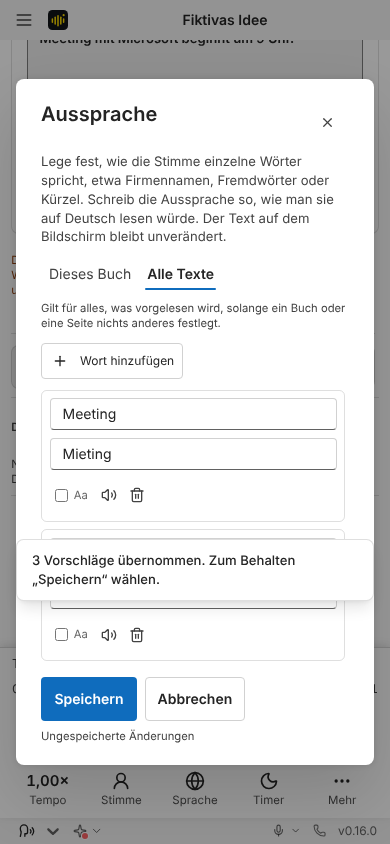 Fiktivas Idee
Meeting mit Microsoft beginnt um 9 Uhr.
Aussprache
Lege fest, wie die Stimme einzelne Wörter
spricht, etwa Firmennamen, Fremdwörter oder
Kürzel. Schreib die Aussprache so, wie man sie
auf Deutsch lesen würde. Der Text auf dem
Bildschirm bleibt unverändert.
Dieses Buch Alle Texte
Gilt für alles, was vorgelesen wird, solange ein Buch oder
eine Seite nichts anderes festlegt.
Wort hinzufügen
Meeting
Mieting
Aa
3 Vorschläge übernommen. Zum Behalten
„Speichern“ wählen.
Aa
Speichern Abbrechen
Ungespeicherte Änderungen
1,00×
Tempo Stimme Sprache Timer Mehr
v0.16.0